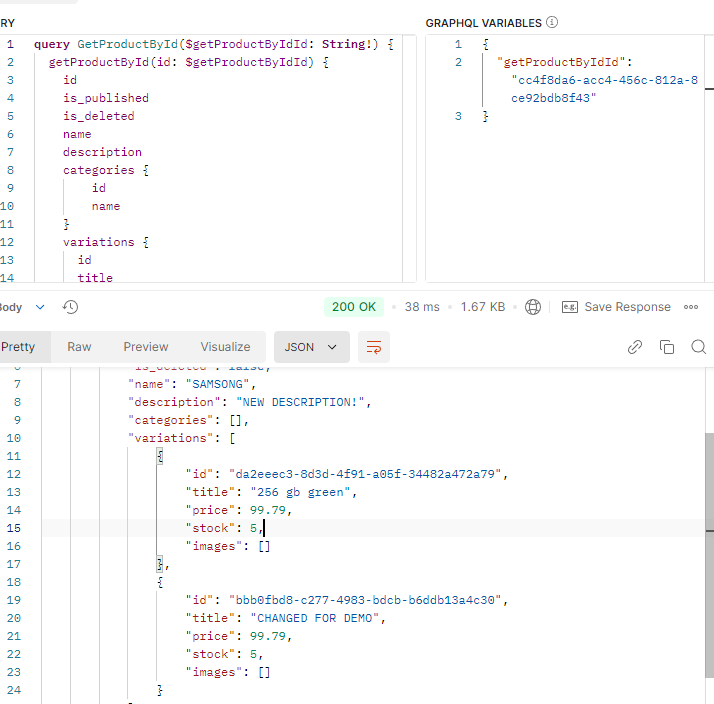 RY
1 query GetProductById($getProductByIdId: String!) {
2 getProductById(id: $getProductByIdId) {
3 id
4 is_published
5 is_deleted
6 name
7 description
8 categories {
9 id
10 name
11 }
12 variations {
13 id
14 title
GRAPHQL VARIABLES
1 {
2 "getProductByIdId":
"cc4f8da6-acc4-456c-812a-8
ce92bdb8f43"
3 }
Body 200 OK 38 ms 1.67 KB e.g. Save Response
Pretty Raw Preview Visualize JSON
6 "is_deleted": false,
7 "name": "SAMSONG",
8 "description": "NEW DESCRIPTION!",
9 "categories": [],
10 "variations": [
11 {
12 "id": "da2eeec3-8d3d-4f91-a05f-34482a472a79",
13 "title": "256 gb green",
14 "price": 99.79,
15 "stock": 5,
16 "images": []
17 },
18 {
19 "id": "bbb0fbd8-c277-4983-bdcb-b6ddb13a4c30",
20 "title": "CHANGED FOR DEMO",
21 "price": 99.79,
22 "stock": 5,
23 "images": []
24 }